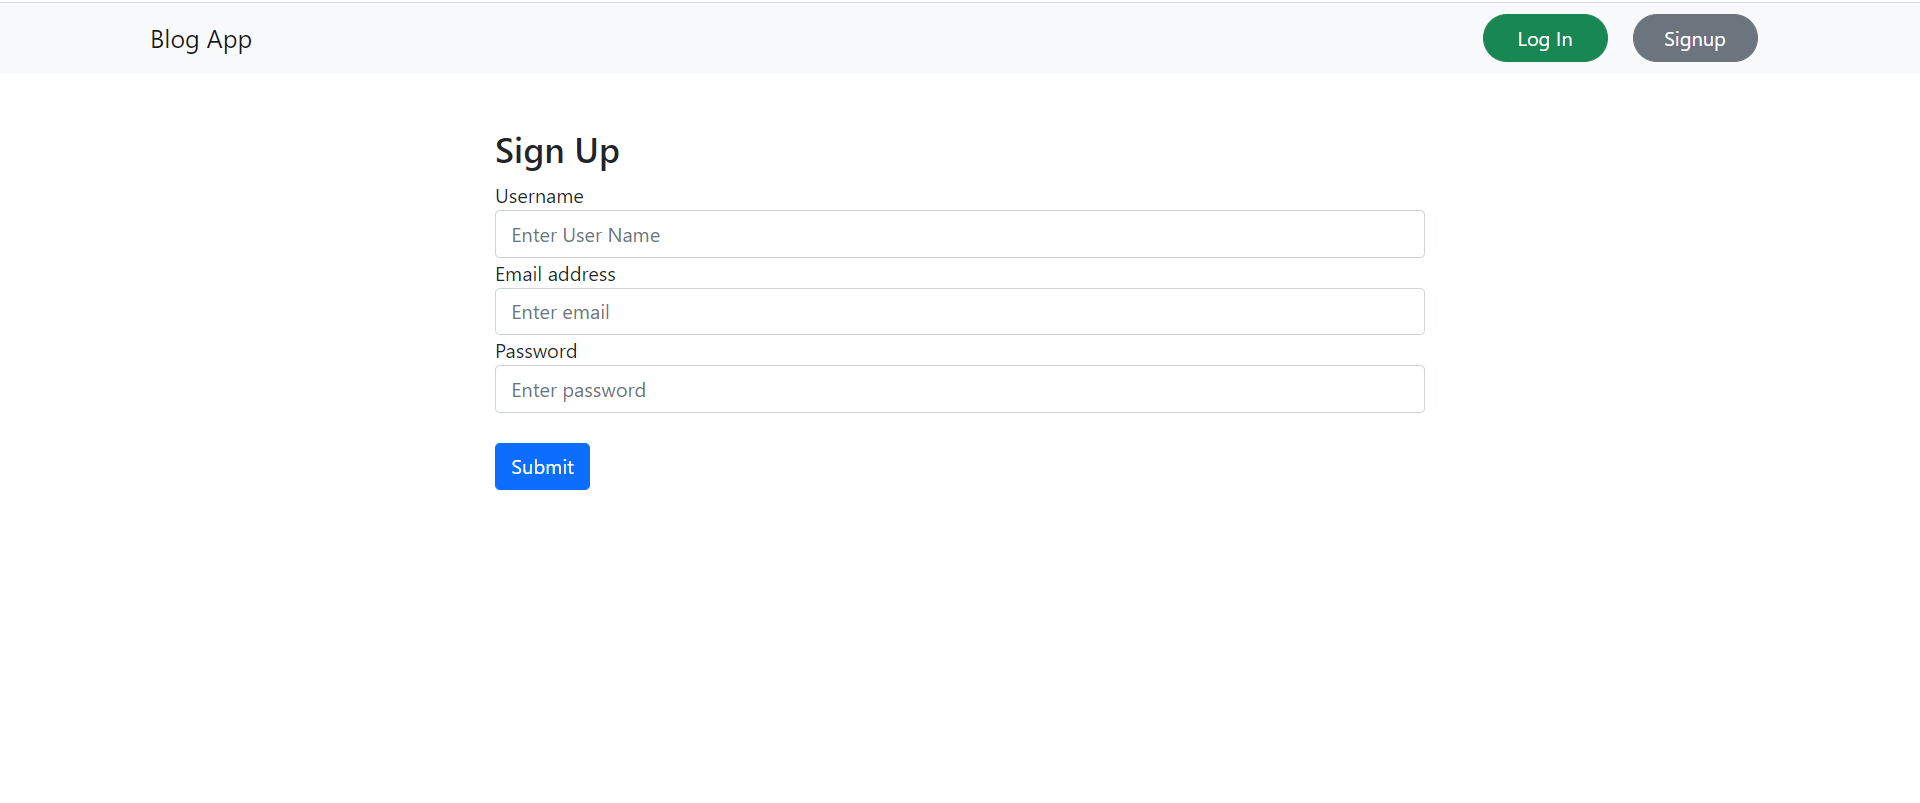 Blog App
Log In
Signup
Sign Up
Username
Enter User Name
Email address
Enter email
Password
Enter password
Submit